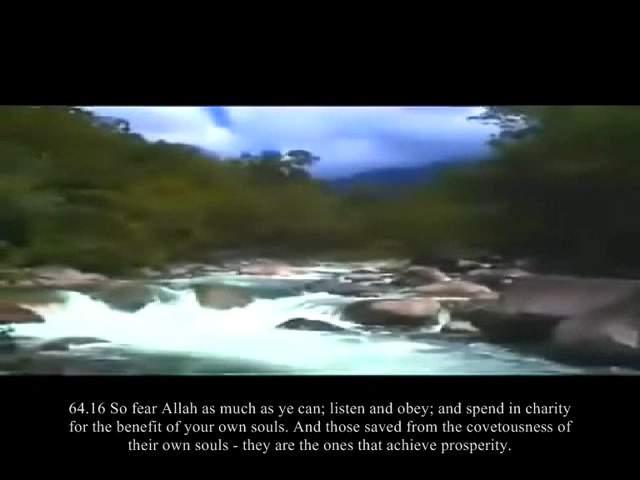 64.16 So fear Allah as much as ye can; listen and obey; and spend in charity
for the benefit of your own souls. And those saved from the covetousness of
their own souls - they are the ones that achieve prosperity.